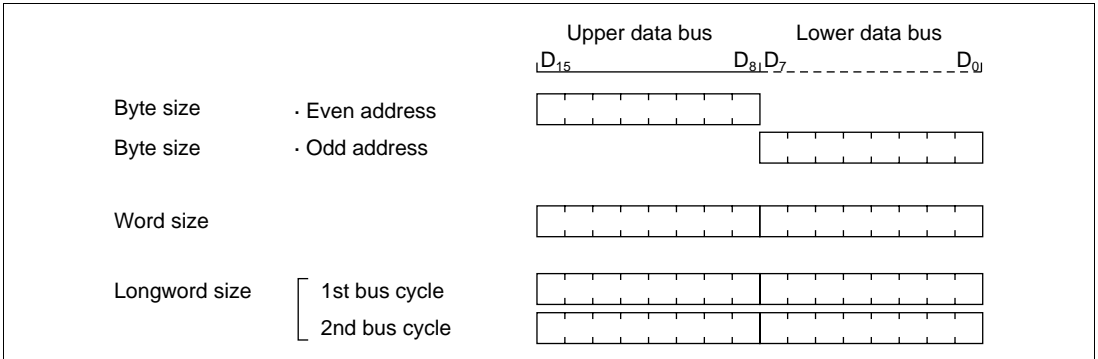 Upper data bus Lower data bus
D15 D8 D7 D0
Byte size · Even address
Byte size · Odd address
Word size
Longword size 1st bus cycle
2nd bus cycle